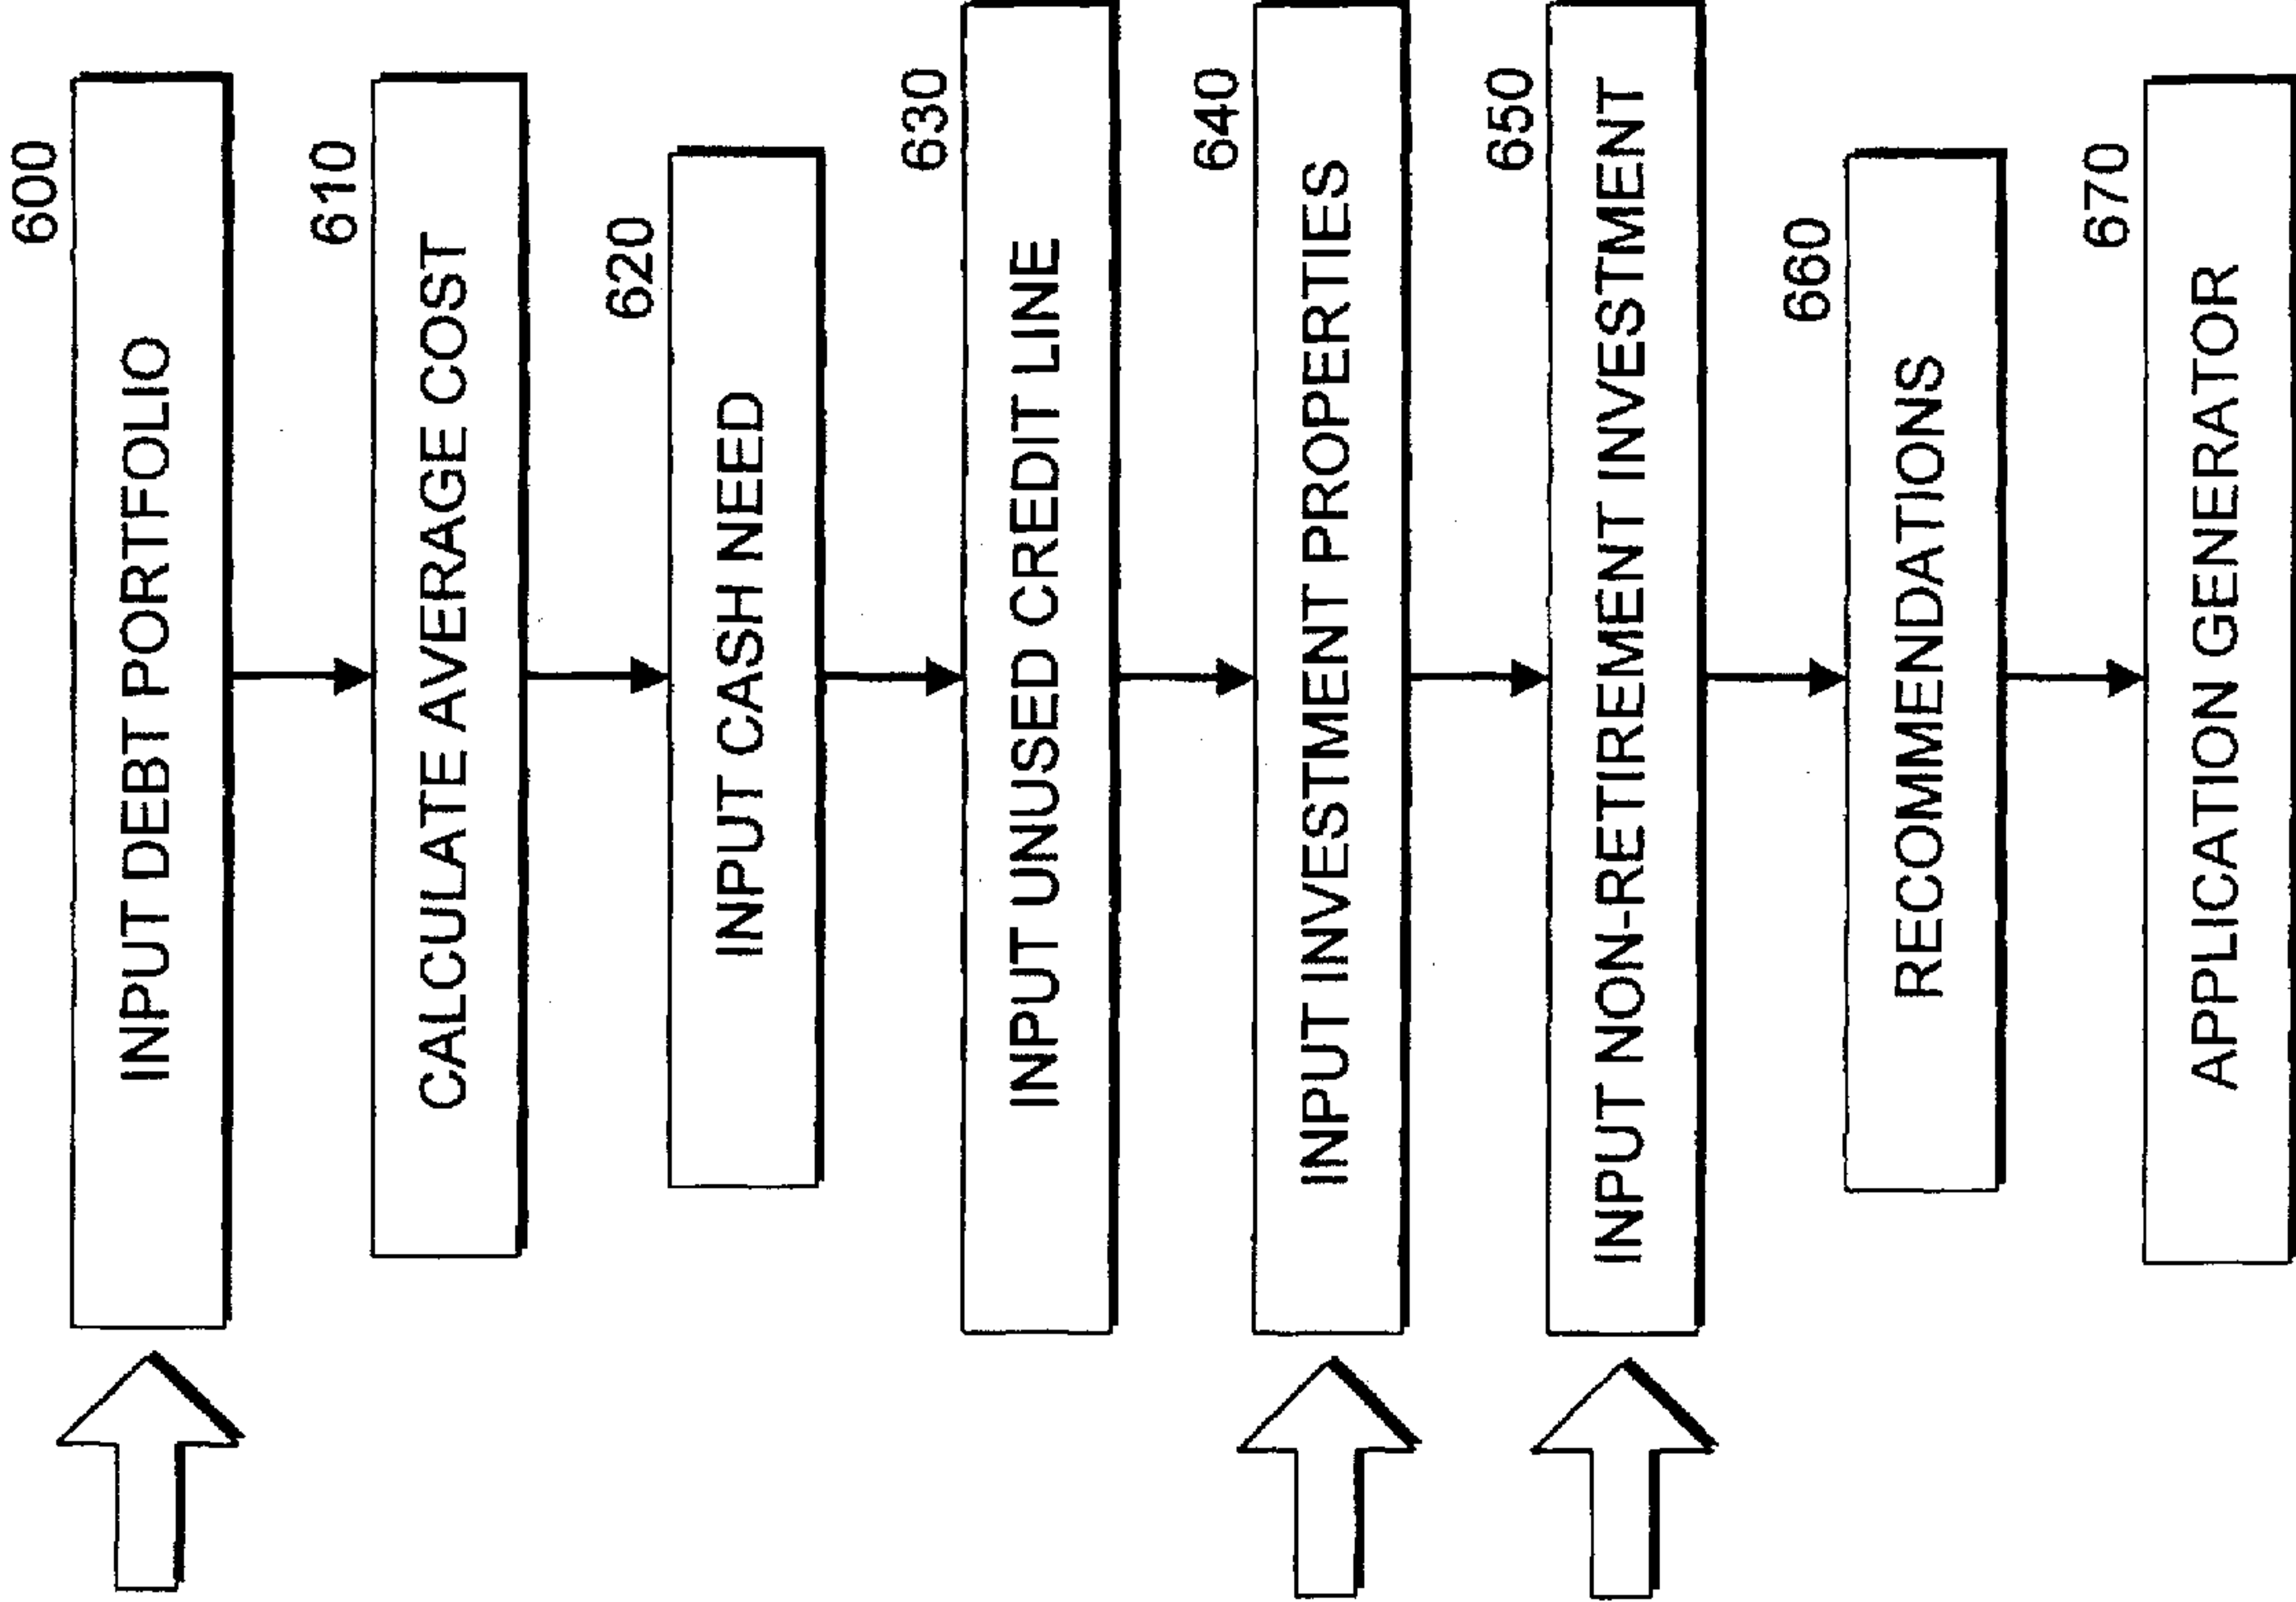 600
INPUT DEBT PORTFOLIO
610
CALCULATE AVERAGE COST
620
INPUT CASH NEED
630
INPUT UNUSED CREDIT LINE
640
INPUT INVESTMENT PROPERTIES
650
INPUT NON-RETIREMENT INVESTMENT
660
RECOMMENDATIONS
670
APPLICATION GENERATOR